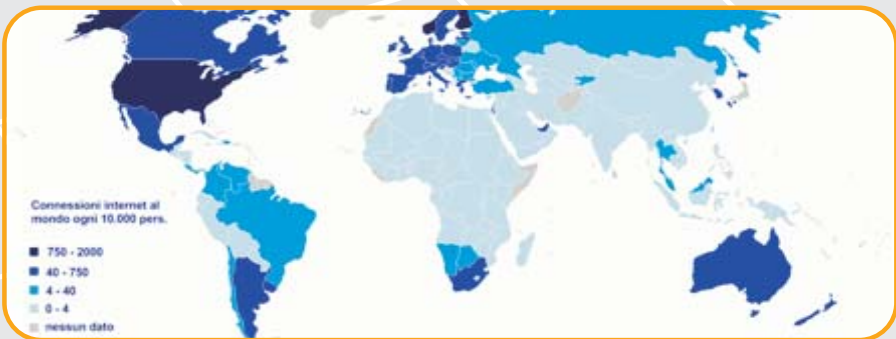 Connessioni internet al
mondo ogni 10.000 pers.
750 - 2000
40 - 750
4 - 40
0 - 4
nessun dato